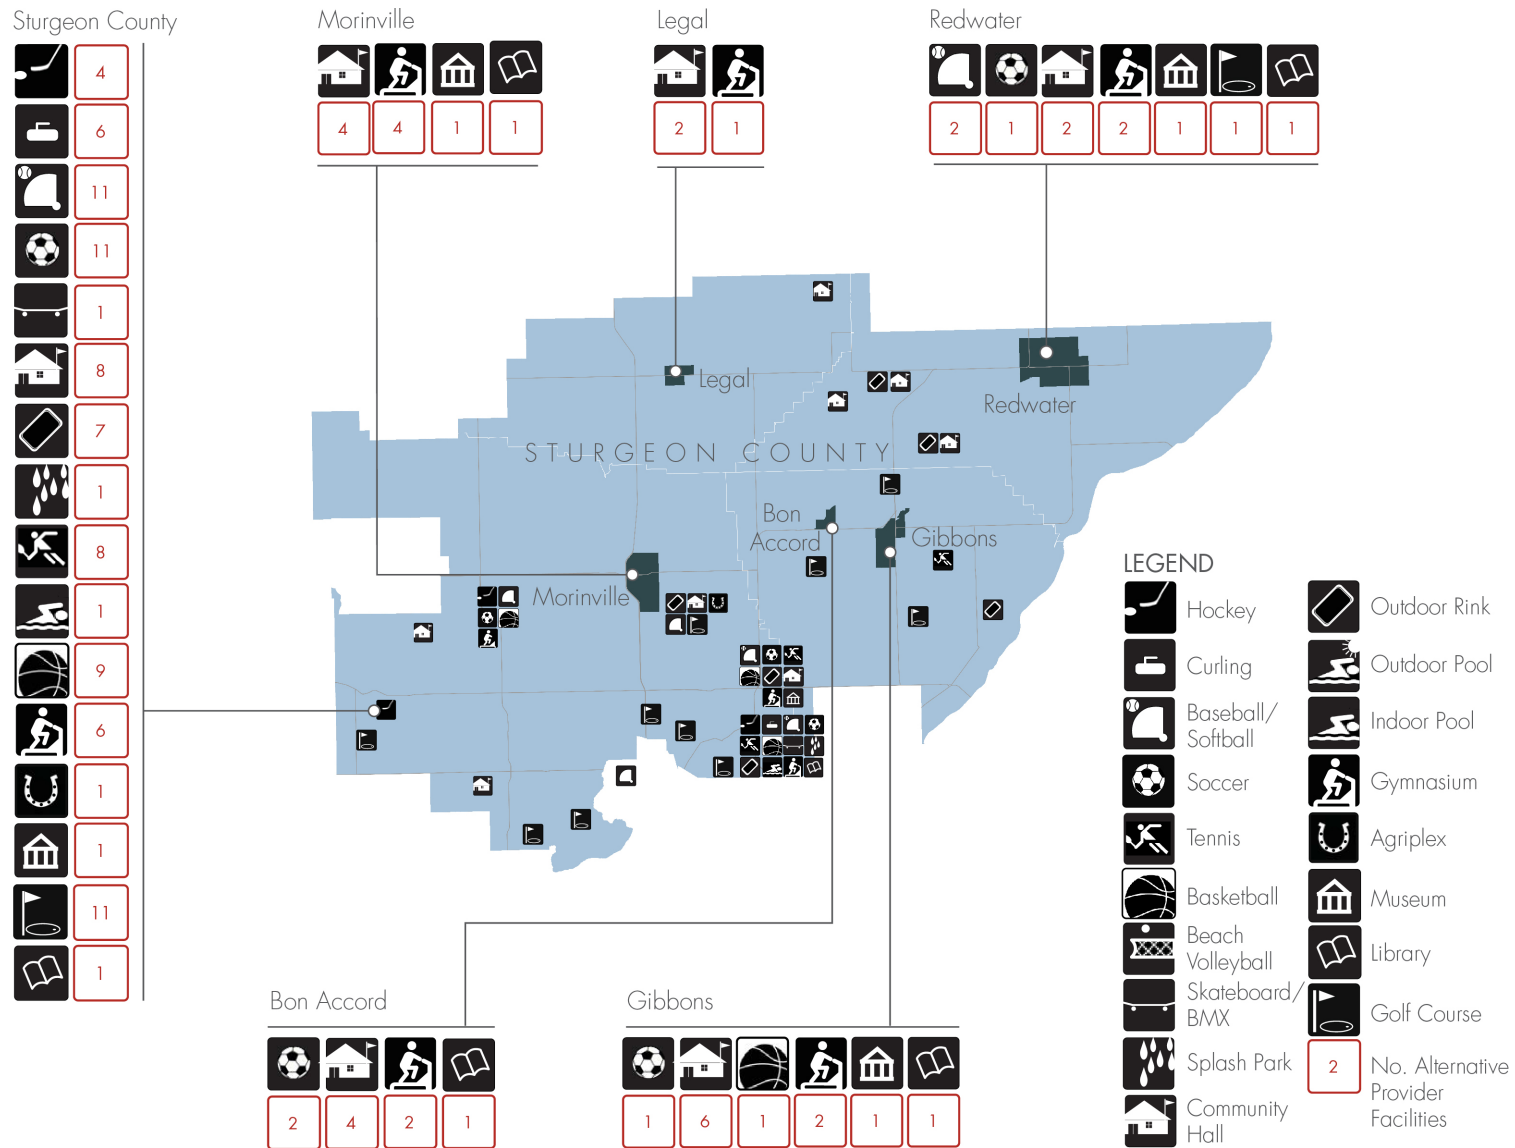 Sturgeon County
4
6
11
11
1
8
7
1
8
1
9
6
1
1
11
1
Morinville
4 4 1 1
Legal
2 1
Redwater
2 1 2 2 1 1 1
Legal
Redwater
STURGEON COUNTY
Bon
Accord
Gibbons
Morinville
Bon Accord
2 4 2 1
Gibbons
1 6 1 2 1 1
LEGEND
Hockey
Curling
Baseball/
Softball
Soccer
Tennis
Basketball
Beach
Volleyball
Skateboard/
BMX
Splash Park
Community
Hall
Outdoor Rink
Outdoor Pool
Indoor Pool
Gymnasium
Agriplex
Museum
Library
Golf Course
2
No. Alternative
Provider
Facilities